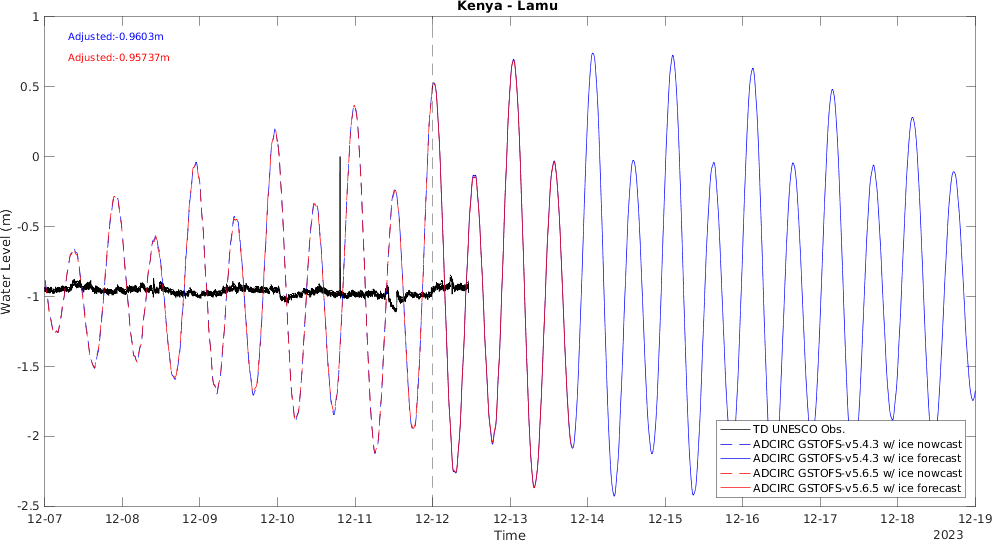 Kenya - Lamu
Adjusted:-0.9603m
Adjusted:-0.95737m
1
0.5
0
-0.5
-1
-1.5
-2
-2.5
Water Level (m)
TD UNESCO Obs.
ADCIRC GSTOFS-v5.4.3 w/ ice nowcast
ADCIRC GSTOFS-v5.4.3 w/ ice forecast
ADCIRC GSTOFS-v5.6.5 w/ ice nowcast
ADCIRC GSTOFS-v5.6.5 w/ ice forecast
12-07 12-08 12-09 12-10 12-11 12-12 12-13 12-14 12-15 12-16 12-17 12-18 12-19
Time
2023